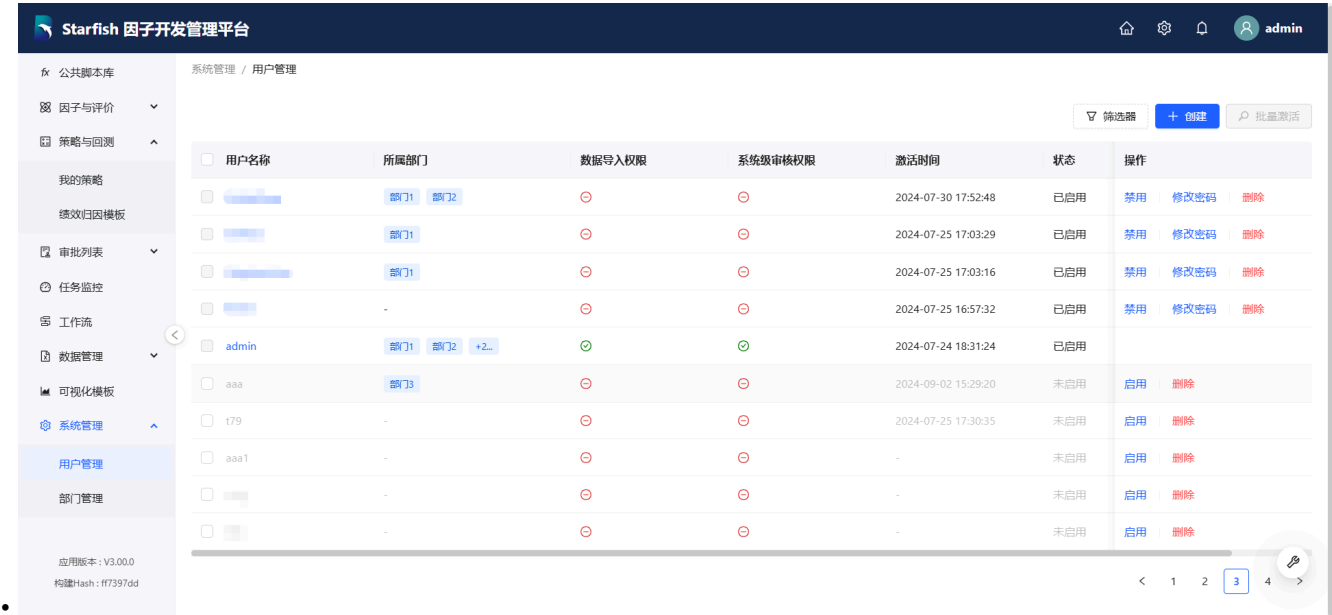 Starfish 因子开发管理平台
admin
公共脚本库
因子与评价
策略与回测
我的策略
绩效归因模板
审批列表
任务监控
工作流
数据管理
可视化模板
系统管理
用户管理
部门管理
应用版本 : V3.00.0
构建Hash : ff7397dd
系统管理 / 用户管理
筛选器 + 创建 批量激活
用户名称 所属部门 数据导入权限 系统级审核权限 激活时间 状态 操作
部门1 部门2 2024-07-30 17:52:48 已启用 禁用 修改密码 删除
部门1 2024-07-25 17:03:29 已启用 禁用 修改密码 删除
部门1 2024-07-25 17:03:16 已启用 禁用 修改密码 删除
- 2024-07-25 16:57:32 已启用 禁用 修改密码 删除
admin 部门1 部门2 +2... 2024-07-24 18:31:24 已启用
aaa 部门3 2024-09-02 15:29:20 未启用 启用 删除
t79 - 2024-07-25 17:30:35 未启用 启用 删除
aaa1 - - 未启用 启用 删除
- - 未启用 启用 删除
- - 未启用 启用 删除
< 1 2 3 4 >